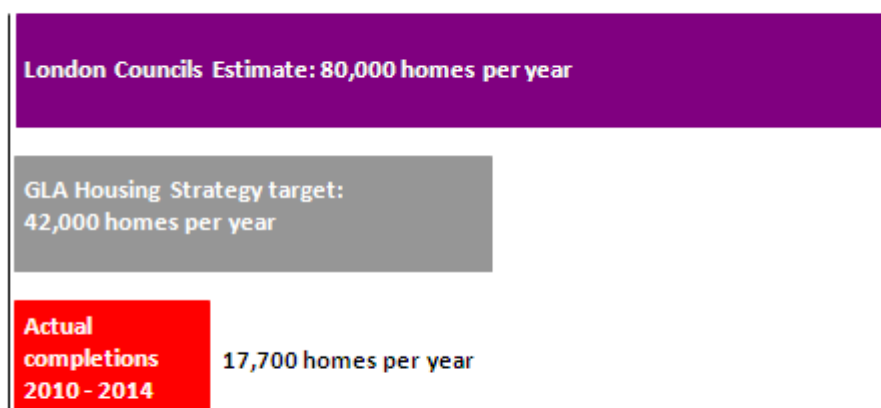 London Councils Estimate: 80,000 homes per year
GLA Housing Strategy target:
42,000 homes per year
Actual
completions
2010 - 2014
17,700 homes per year